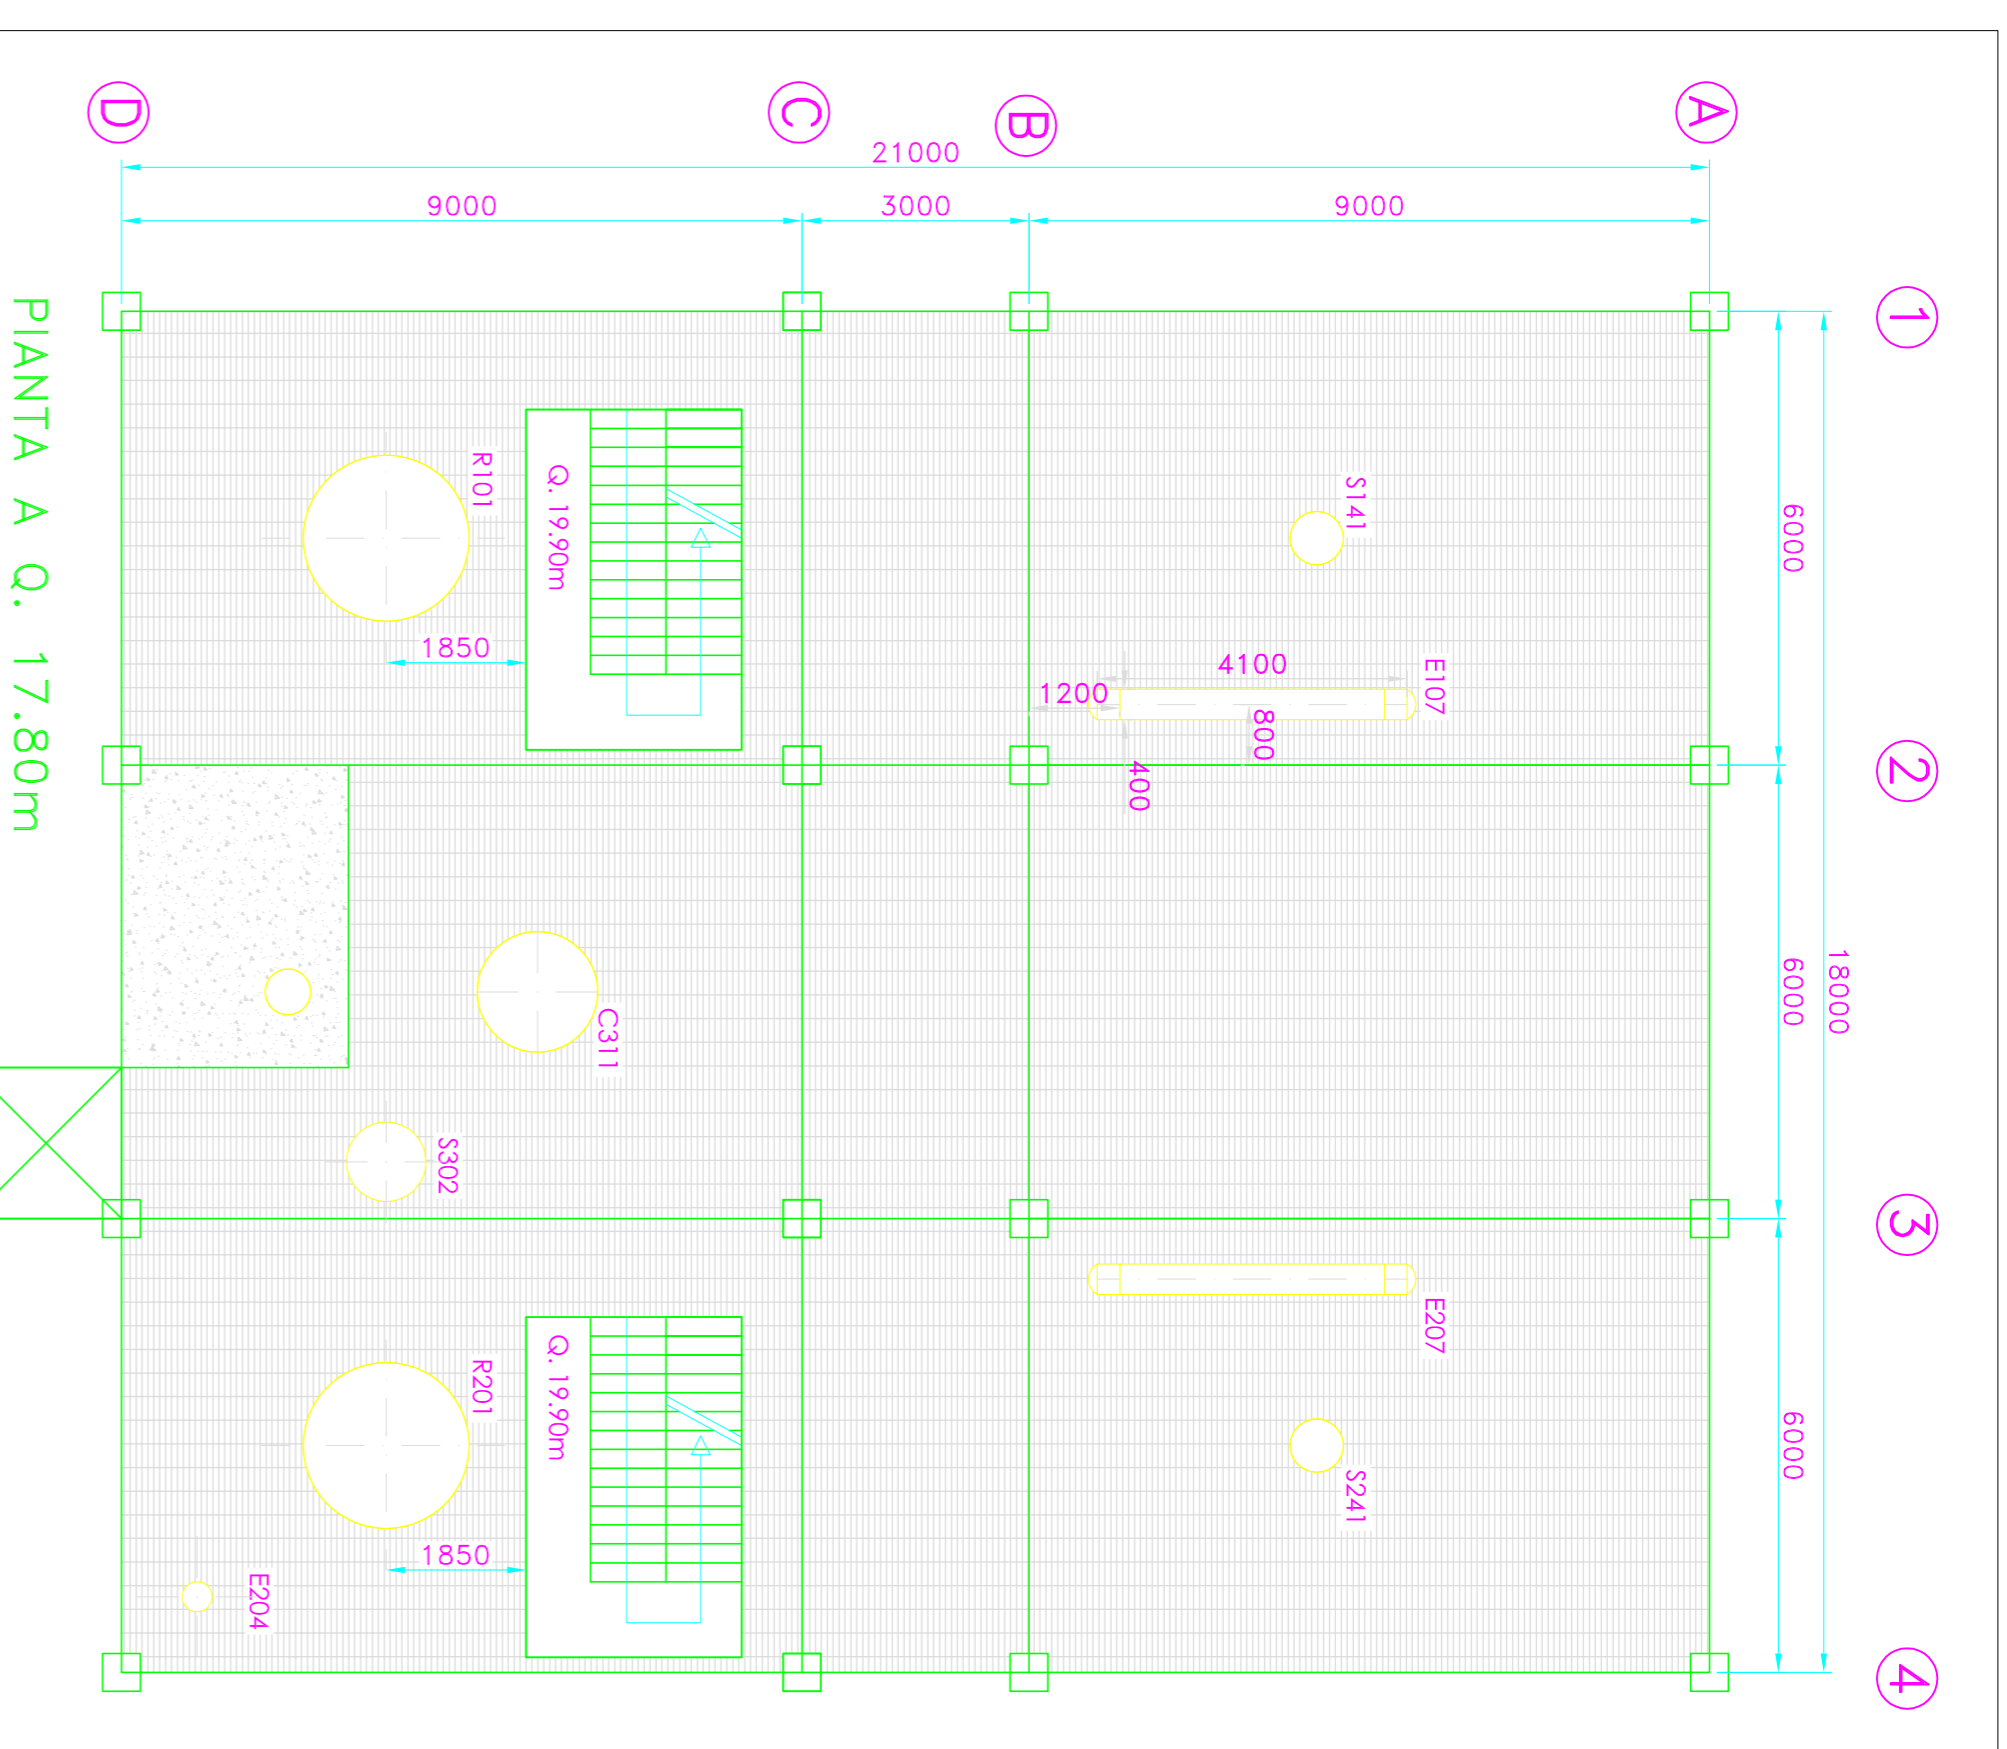 D
C
B
A
21000
9000
3000
9000
1
2
3
4
6000
6000
6000
18000
S141
R101
Q. 19.90m
1850
4100
E107
1200
800
400
C311
S302
E207
R201
Q. 19.90m
S241
1850
E204
PIANTA A Q. 17.80m